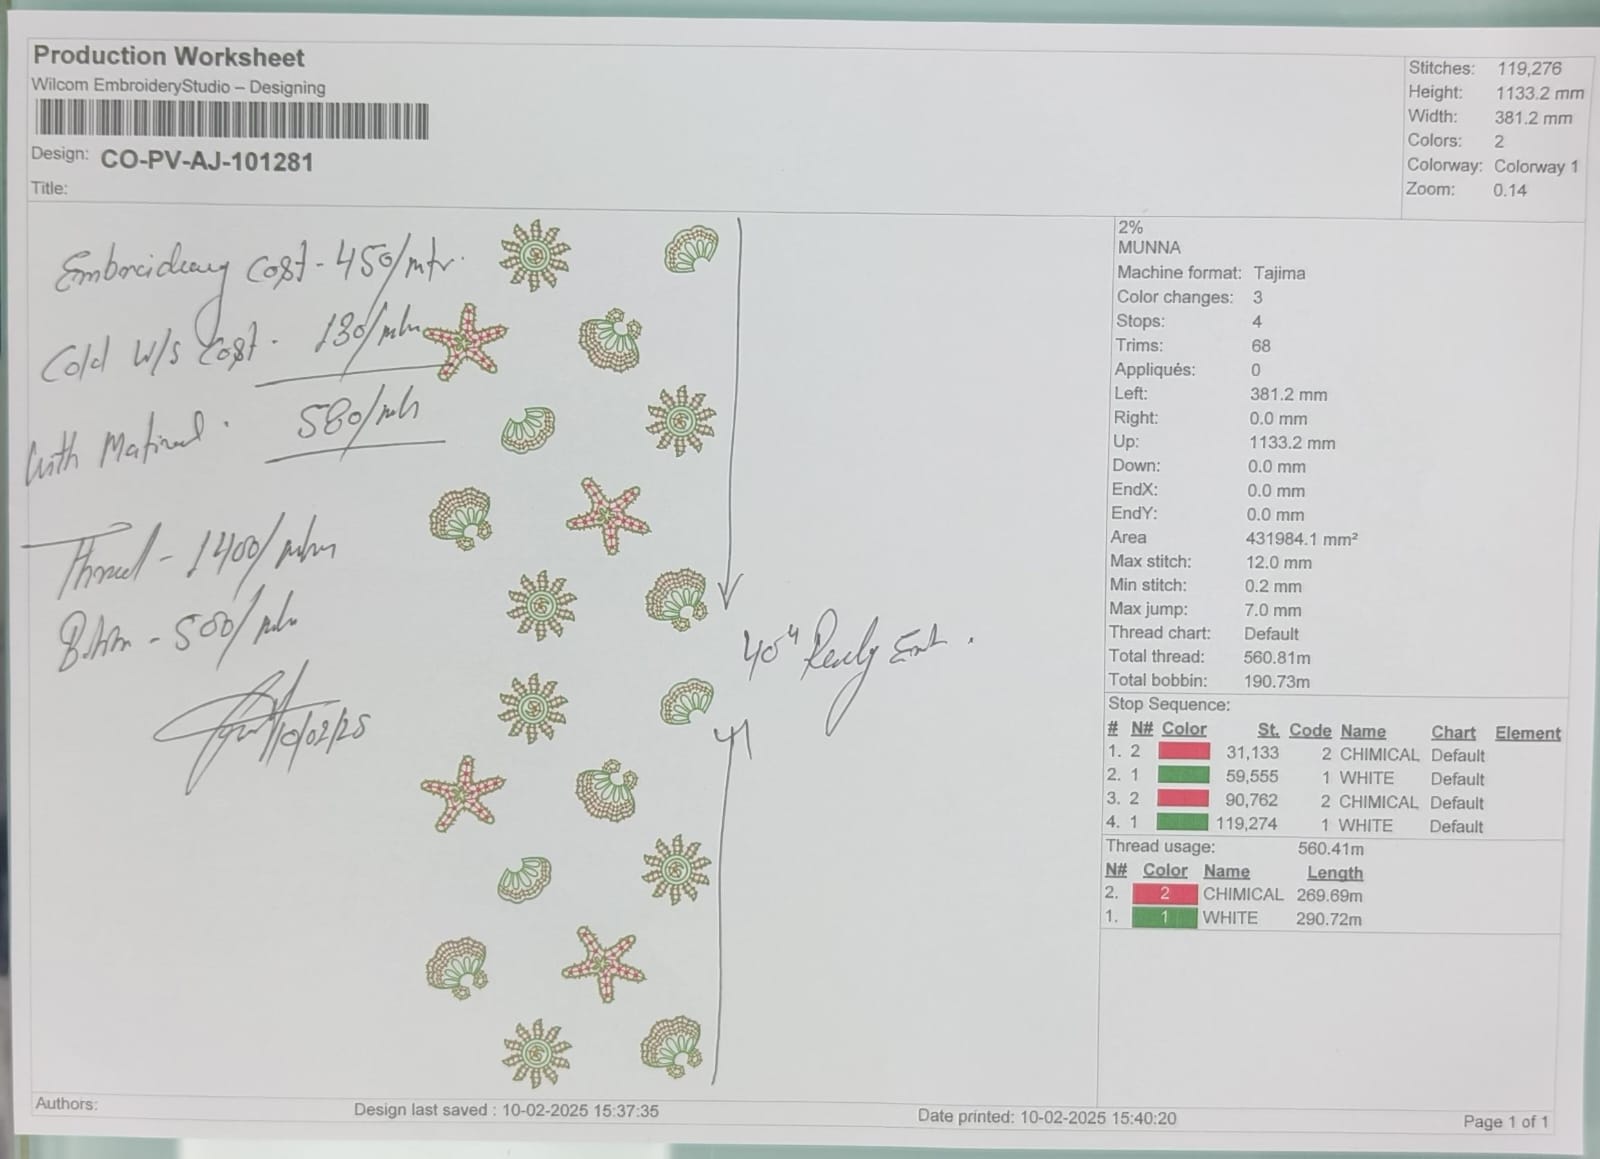 Production Worksheet
Wilcom EmbroideryStudio – Designing
Design: CO-PV-AJ-101281
Title:
Stitches: 119,276
Height: 1133.2 mm
Width: 381.2 mm
Colors: 2
Colorway: Colorway 1
Zoom: 0.14
Embroideary Cost - 450/mtr.
Cold W/s Cost - 130/mtr
With Matireal - 580/mtr
Thread - 1400/mtr
- 500/mtr
10/02/25
40" Ready Emb.
2%
MUNNA
Machine format: Tajima
Color changes: 3
Stops: 4
Trims: 68
Appliqués: 0
Left: 381.2 mm
Right: 0.0 mm
Up: 1133.2 mm
Down: 0.0 mm
EndX: 0.0 mm
EndY: 0.0 mm
Area 431984.1 mm²
Max stitch: 12.0 mm
Min stitch: 0.2 mm
Max jump: 7.0 mm
Thread chart: Default
Total thread: 560.81m
Total bobbin: 190.73m
Stop Sequence:
# N# Color St. Code Name Chart Element
1. 2 31,133 2 CHIMICAL Default
2. 1 59,555 1 WHITE Default
3. 2 90,762 2 CHIMICAL Default
4. 1 119,274 1 WHITE Default
Thread usage: 560.41m
N# Color Name Length
2. 2 CHIMICAL 269.69m
1. 1 WHITE 290.72m
Authors:
Design last saved : 10-02-2025 15:37:35
Date printed: 10-02-2025 15:40:20
Page 1 of 1